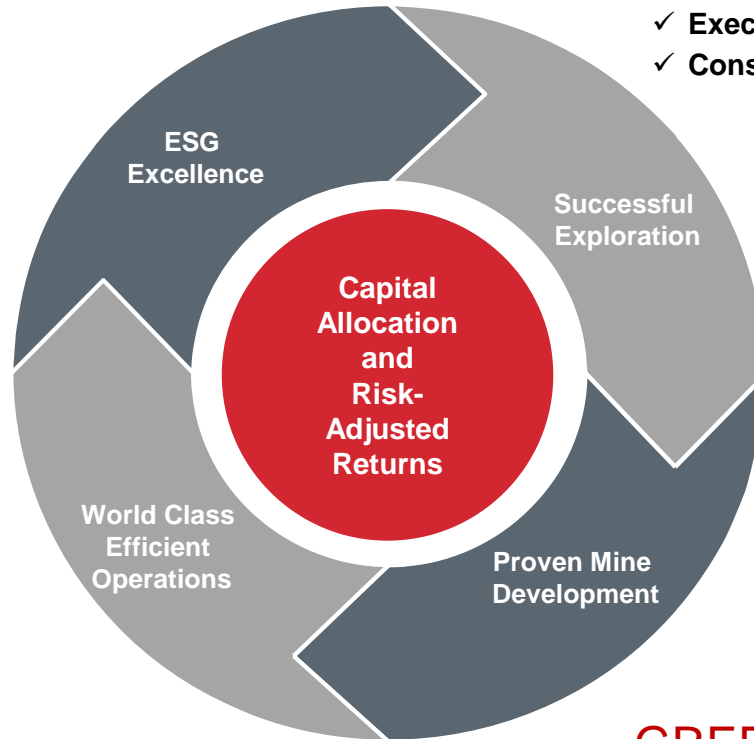 ✓ Exec
✓ Cons
ESG
Excellence
Successful
Exploration
Capital
Allocation
and
Risk-
Adjusted
Returns
World Class
Efficient
Operations
Proven Mine
Development